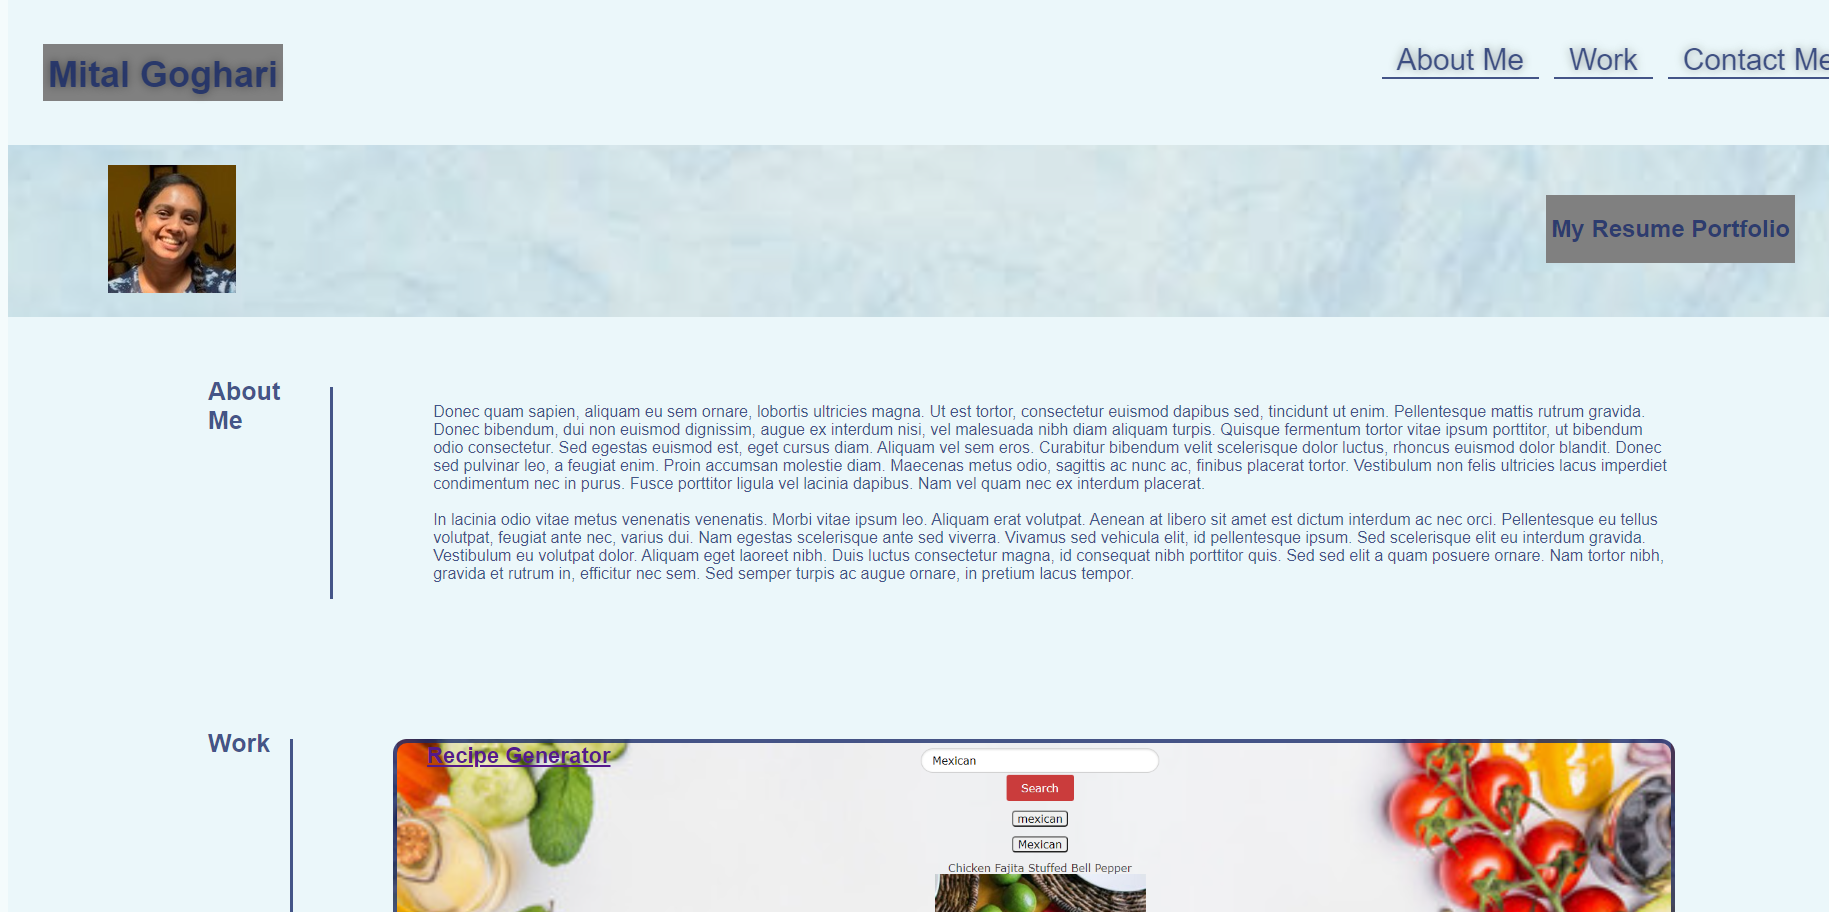 Mital Goghari
About Me Work Contact Me
My Resume Portfolio
About
Me
Donec quam sapien, aliquam eu sem ornare, lobortis ultricies magna. Ut est tortor, consectetur euismod dapibus sed, tincidunt ut enim. Pellentesque mattis rutrum gravida.
Donec bibendum, dui non euismod dignissim, augue ex interdum nisi, vel malesuada nibh diam aliquam turpis. Quisque fermentum tortor vitae ipsum porttitor, ut bibendum
odio consectetur. Sed egestas euismod est, eget cursus diam. Aliquam vel sem eros. Curabitur bibendum velit scelerisque dolor luctus, rhoncus euismod dolor blandit. Donec
sed pulvinar leo, a feugiat enim. Proin accumsan molestie diam. Maecenas metus odio, sagittis ac nunc ac, finibus placerat tortor. Vestibulum non felis ultricies lacus imperdiet
condimentum nec in purus. Fusce porttitor ligula vel lacinia dapibus. Nam vel quam nec ex interdum placerat.
In lacinia odio vitae metus venenatis venenatis. Morbi vitae ipsum leo. Aliquam erat volutpat. Aenean at libero sit amet est dictum interdum ac nec orci. Pellentesque eu tellus
volutpat, feugiat ante nec, varius dui. Nam egestas scelerisque ante sed viverra. Vivamus sed vehicula elit, id pellentesque ipsum. Sed scelerisque elit eu interdum gravida.
Vestibulum eu volutpat dolor. Aliquam eget laoreet nibh. Duis luctus consectetur magna, id consequat nibh porttitor quis. Sed sed elit a quam posuere ornare. Nam tortor nibh,
gravida et rutrum in, efficitur nec sem. Sed semper turpis ac augue ornare, in pretium lacus tempor.
Work
Recipe Generator
Mexican
Search
mexican
Mexican
Chicken Fajita Stuffed Bell Pepper